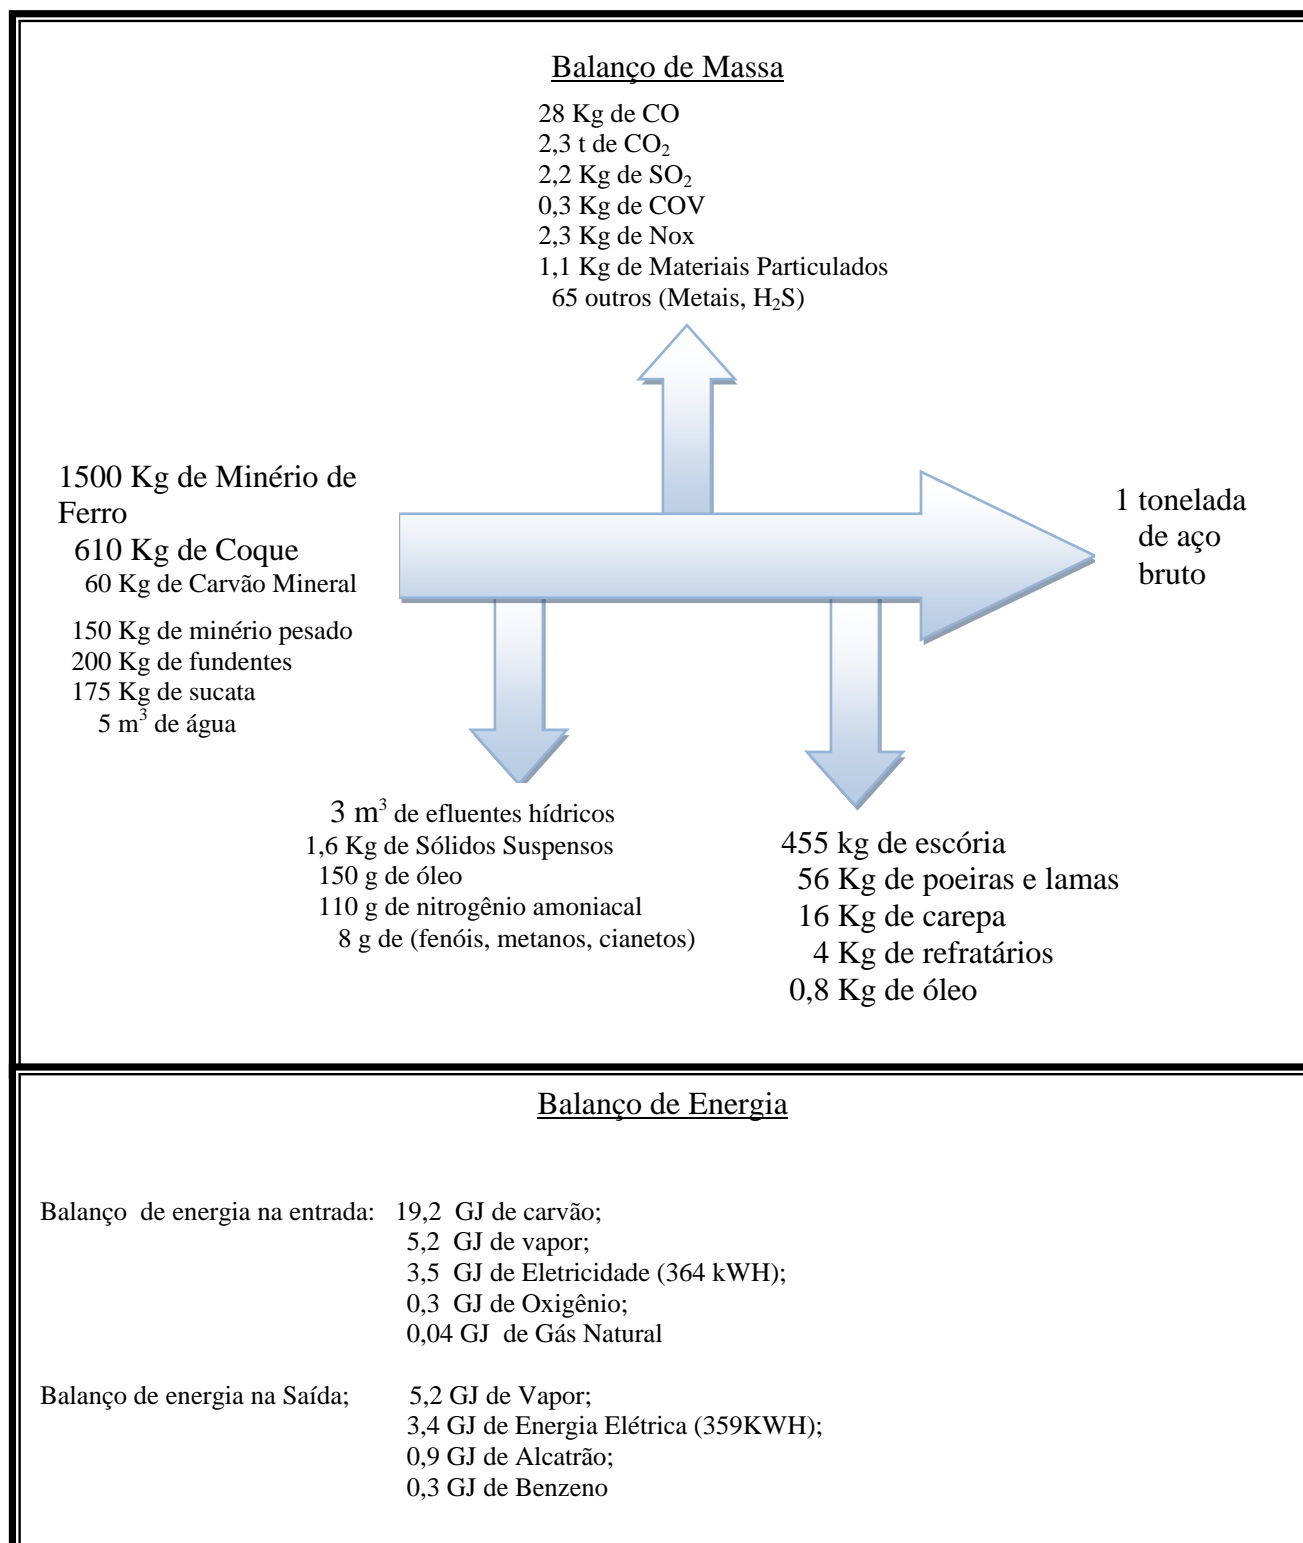 Balanço de Massa
28 Kg de CO
2,3 t de CO₂
2,2 Kg de SO₂
0,3 Kg de COV
2,3 Kg de Nox
1,1 Kg de Materiais Particulados
65 outros (Metais, H₂S)
1500 Kg de Minério de
Ferro
610 Kg de Coque
60 Kg de Carvão Mineral
150 Kg de minério pesado
200 Kg de fundentes
175 Kg de sucata
5 m³ de água
1 tonelada
de aço
bruto
3 m³ de efluentes hídricos
1,6 Kg de Sólidos Suspensos
150 g de óleo
110 g de nitrogênio amoniacal
8 g de (fenóis, metanos, cianetos)
455 kg de escória
56 Kg de poeiras e lamas
16 Kg de carepa
4 Kg de refratários
0,8 Kg de óleo
Balanço de Energia
Balanço de energia na entrada: 19,2 GJ de carvão;
5,2 GJ de vapor;
3,5 GJ de Eletricidade (364 kWH);
0,3 GJ de Oxigênio;
0,04 GJ de Gás Natural
Balanço de energia na Saída; 5,2 GJ de Vapor;
3,4 GJ de Energia Elétrica (359KWH);
0,9 GJ de Alcatrão;
0,3 GJ de Benzeno